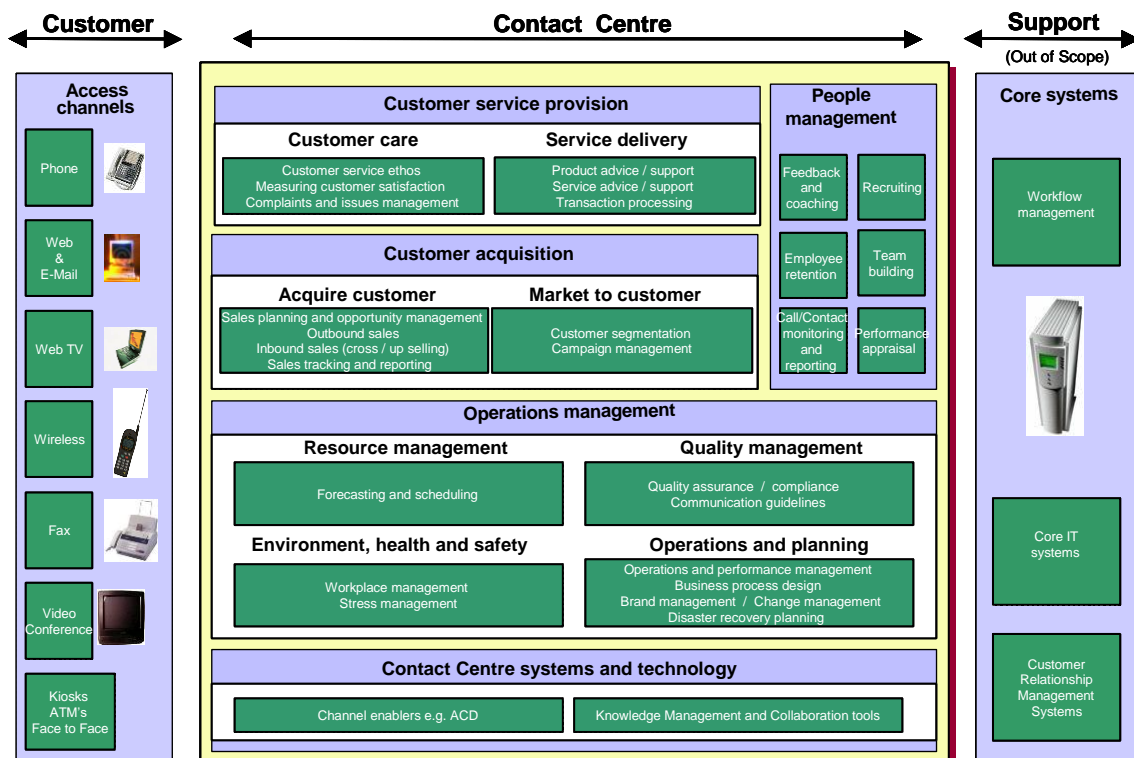 Customer
Contact Centre
Support
(Out of Scope)
Access
channels
Phone
Web
&
E-Mail
Web TV
Wireless
Fax
Video
Conference
Kiosks
ATM's
Face to Face
Customer service provision
Customer care
Customer service ethos
Measuring customer satisfaction
Complaints and issues management
Service delivery
Product advice / support
Service advice / support
Transaction processing
Customer acquisition
Acquire customer
Sales planning and opportunity management
Outbound sales
Inbound sales (cross / up selling)
Sales tracking and reporting
Market to customer
Customer segmentation
Campaign management
People
management
Feedback
and
coaching
Recruiting
Employee
retention
Team
building
Call/Contact
monitoring
and
reporting
Performance
appraisal
Operations management
Resource management
Forecasting and scheduling
Quality management
Quality assurance / compliance
Communication guidelines
Environment, health and safety
Workplace management
Stress management
Operations and planning
Operations and performance management
Business process design
Brand management / Change management
Disaster recovery planning
Contact Centre systems and technology
Channel enablers e.g. ACD
Knowledge Management and Collaboration tools
Core systems
Workflow
management
Core IT
systems
Customer
Relationship
Management
Systems